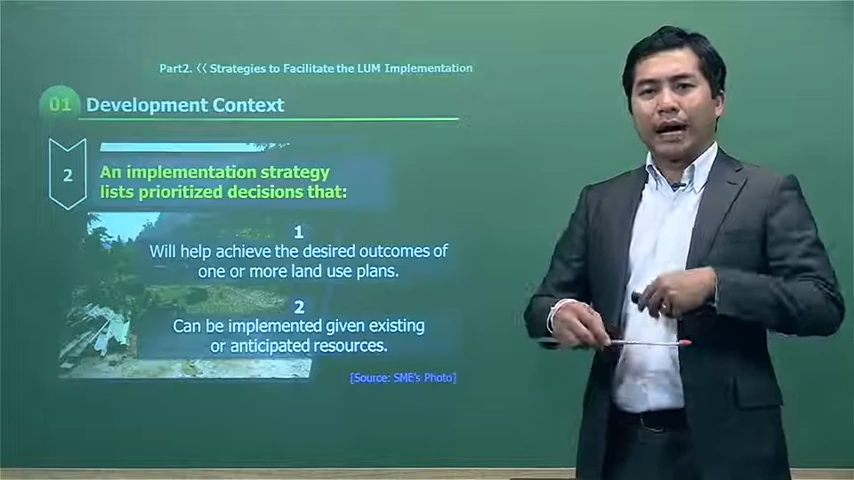 Part2. 《 Strategies to Facilitate the LUM Implementation
01 Development Context
2
An implementation strategy
lists prioritized decisions that:
1
Will help achieve the desired outcomes of
one or more land use plans.
2
Can be implemented given existing
or anticipated resources.
[Source: SME's Photo]